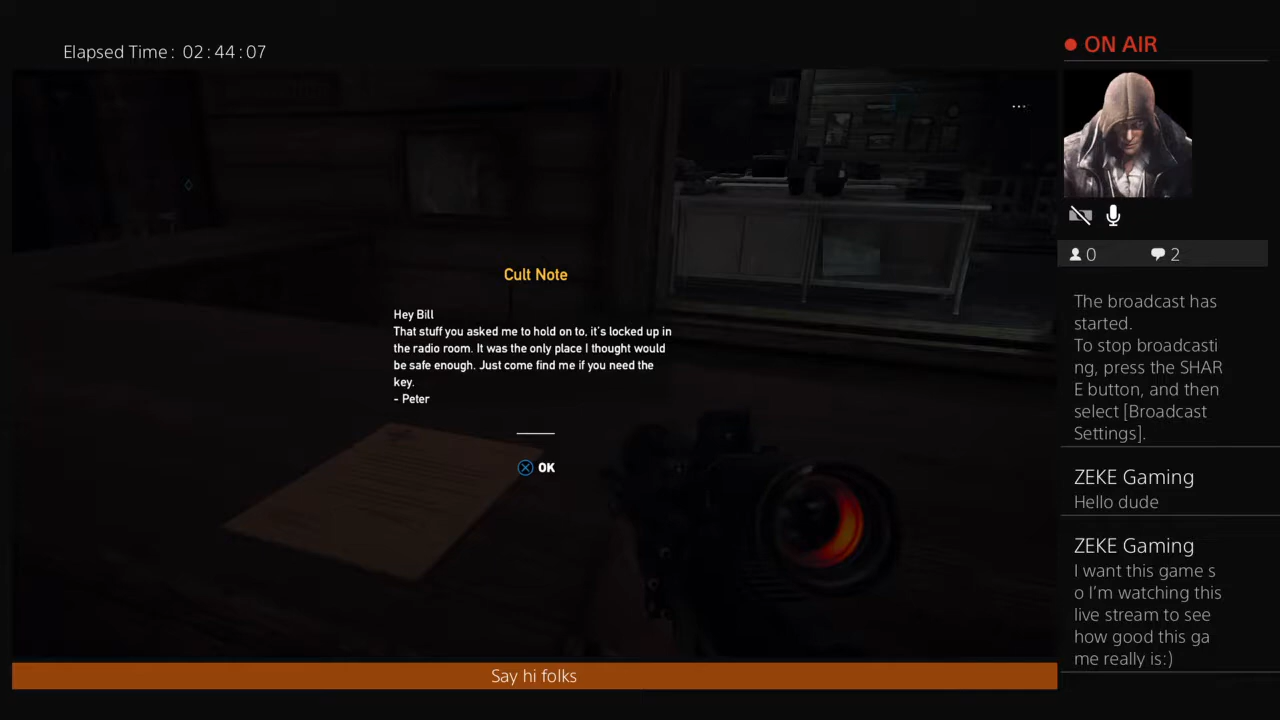 Elapsed Time: 02:44:07
ON AIR
0
2
Cult Note
Hey Bill
That stuff you asked me to hold on to, it's locked up in
the radio room. It was the only place I thought would
be safe enough. Just come find me if you need the
key.
- Peter
OK
The broadcast has
started.
To stop broadcasti
ng, press the SHAR
E button, and then
select [Broadcast
Settings].
ZEKE Gaming
Hello dude
ZEKE Gaming
I want this game s
o I'm watching this
live stream to see
how good this ga
me really is:)
Say hi folks